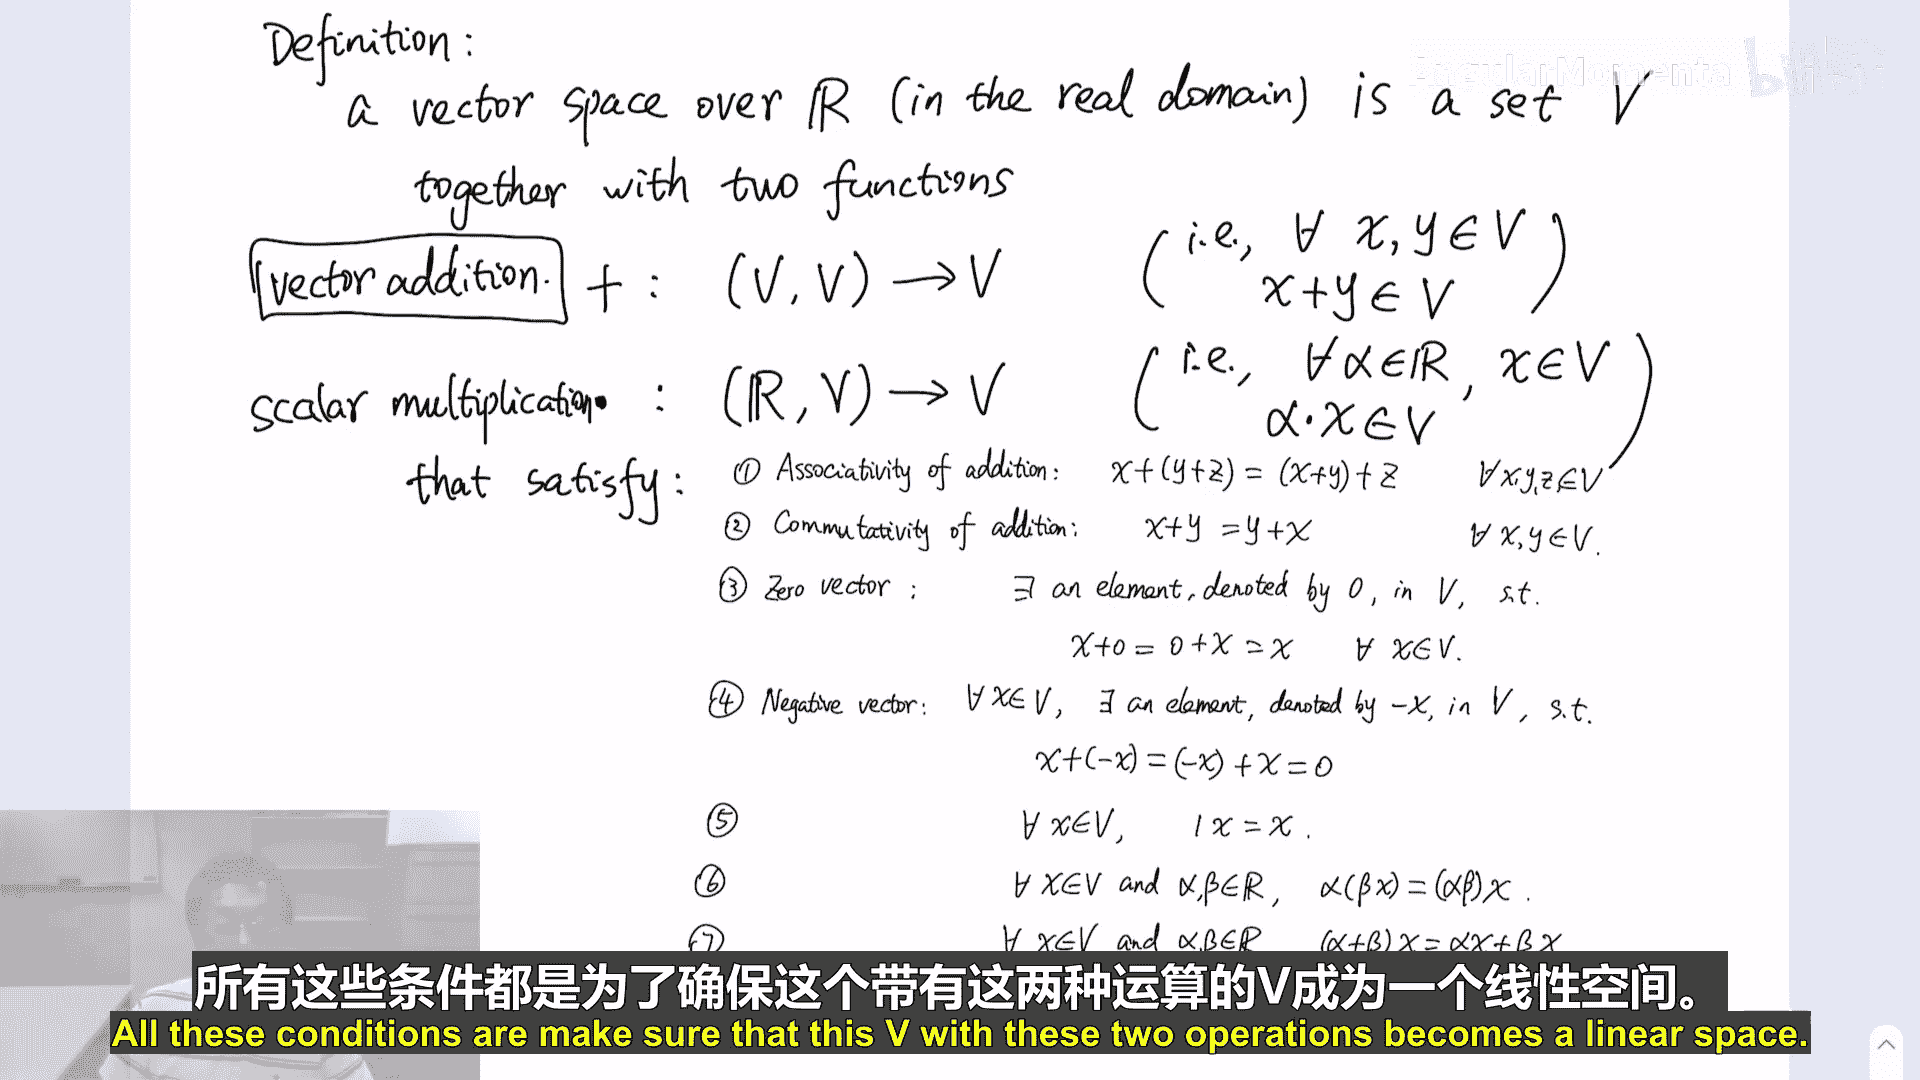 Definition:
AngularMomenta bilibili
a vector space over ℝ (in the real domain) is a set V
together with two functions
vector addition. + : (V, V) → V (i.e., ∀ x, y ∈ V
x+y ∈ V)
scalar multiplication • : (ℝ, V) → V (i.e., ∀ α ∈ ℝ, x ∈ V
α·x ∈ V)
that satisfy: ① Associativity of addition: x+(y+z) = (x+y)+z ∀ x,y,z ∈ V
② Commutativity of addition: x+y = y+x ∀ x,y ∈ V.
③ Zero vector: ∃ an element, denoted by 0, in V, s.t.
x+0 = 0+x = x ∀ x∈V.
④ Negative vector: ∀ x∈V, ∃ an element, denoted by -x, in V, s.t.
x+(-x) = (-x)+x = 0
⑤ ∀ x∈V, 1x = x.
⑥ ∀ x∈V and α,β∈ℝ, α(βx) = (αβ)x.
⑦ ∀ x∈V and α,β∈ℝ (α+β)x = αx+βx
所有这些条件都是为了确保这个带有这两种运算的V成为一个线性空间。
All these conditions are make sure that this V with these two operations becomes a linear space.